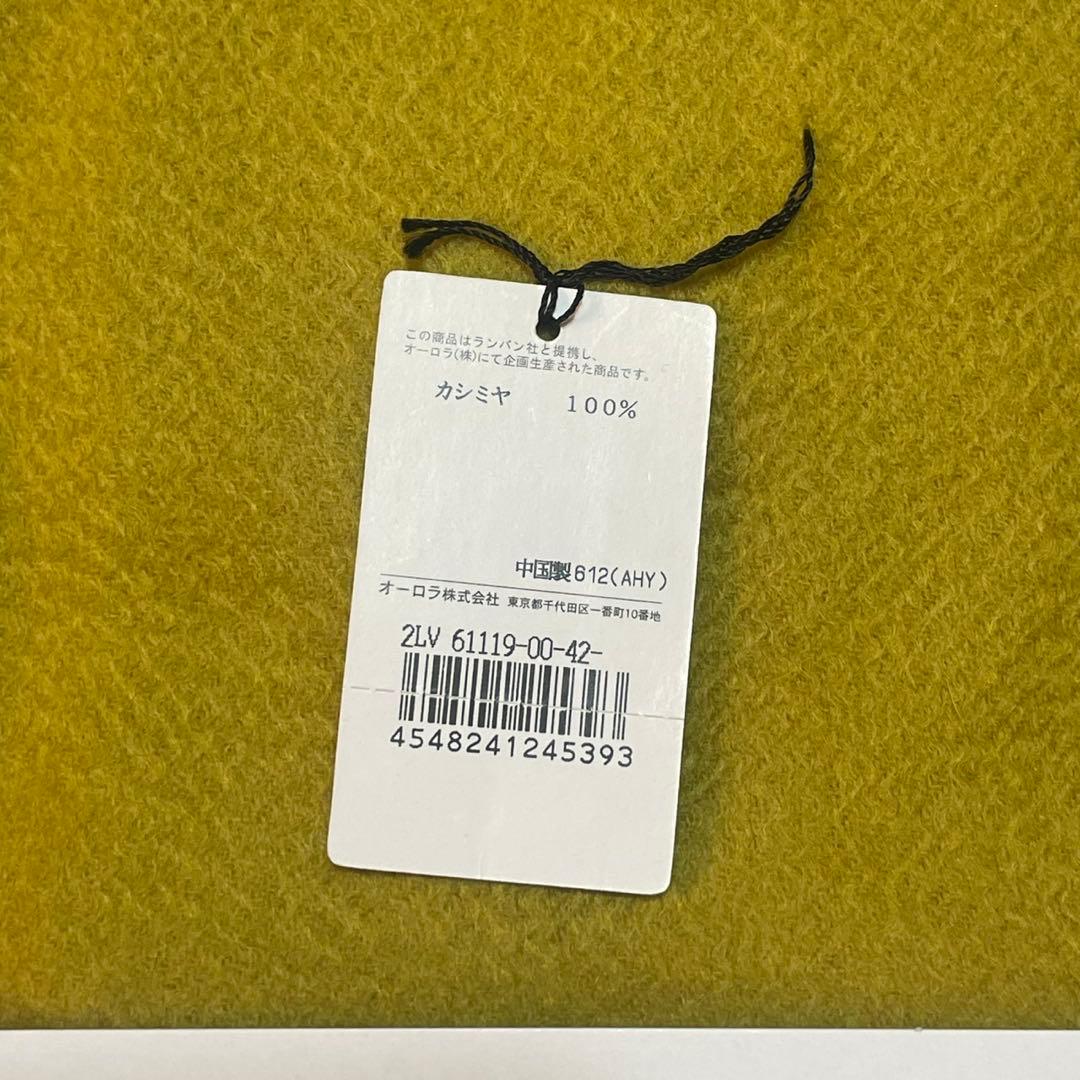 この商品はランバン社と提携し、
オーロラ(株)にて企画生産された商品です。
カシミヤ 100%
中国製612(AHY)
オーロラ株式会社 東京都千代田区一番町10番地
2LV 61119-00-42-
4548241245393